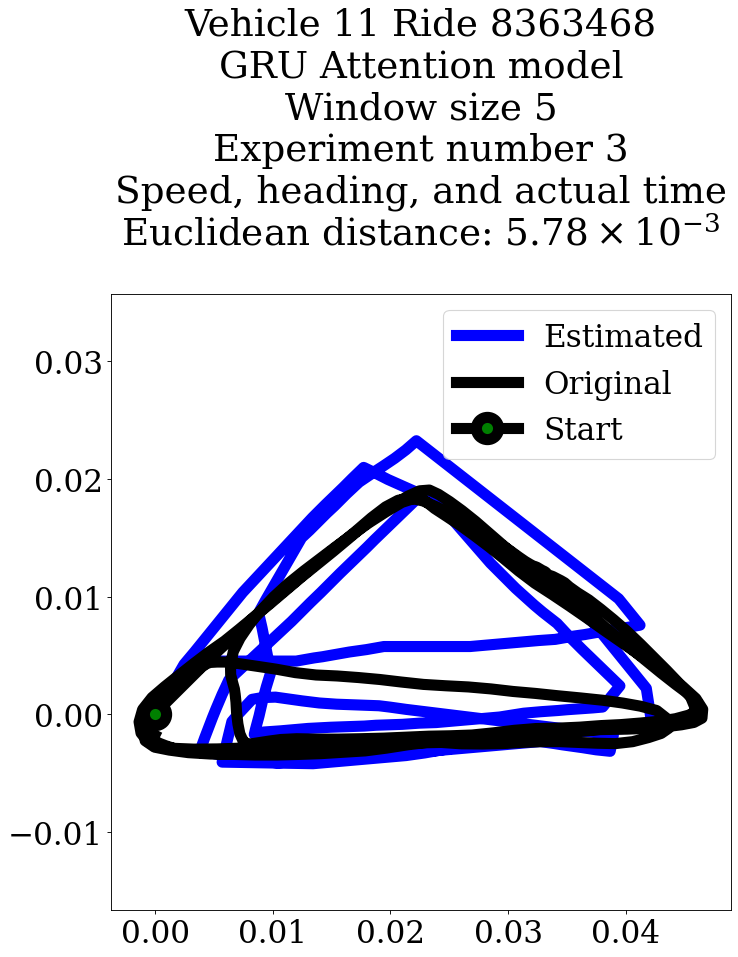 Vehicle 11 Ride 8363468
GRU Attention model
Window size 5
Experiment number 3
Speed, heading, and actual time
Euclidean distance: 5.78 × 10⁻³
Estimated
Original
Start
0.03
0.02
0.01
0.00
−0.01
0.00 0.01 0.02 0.03 0.04